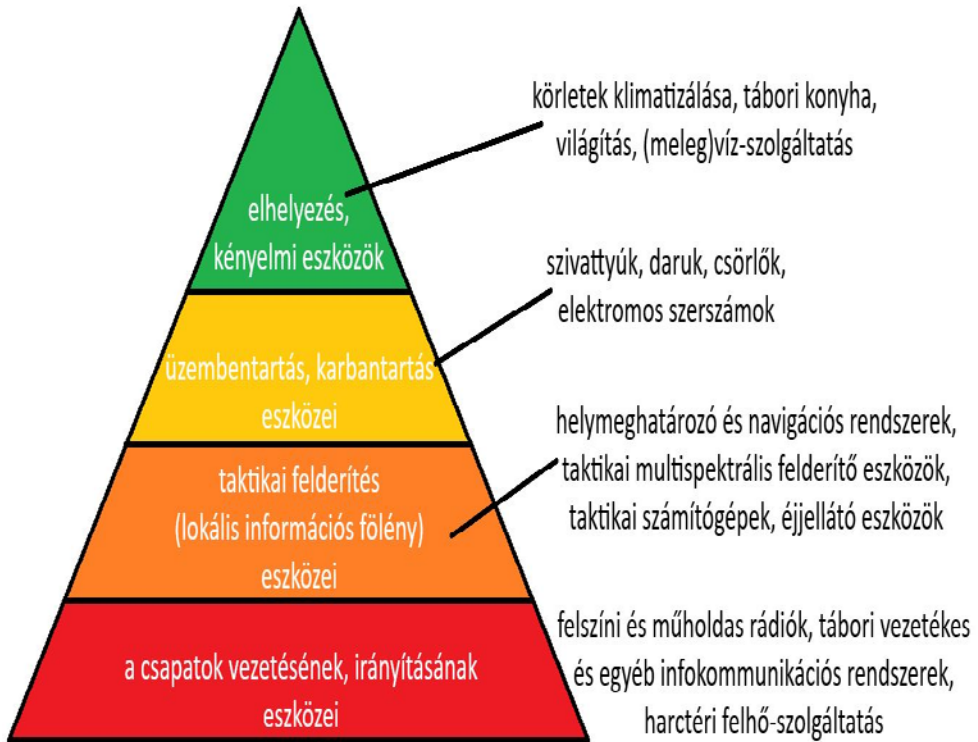 körletek klimatizálása, tábori konyha,
világítás, (meleg)víz-szolgáltatás
elhelyezés,
kényelmi eszközök
szivattyúk, daruk, csörlők,
elektromos szerszámok
üzembentartás, karbantartás
eszközei
helymeghatározó és navigációs rendszerek,
taktikai multispektrális felderítő eszközök,
taktikai számítógépek, éjjellátó eszközök
taktikai felderítés
(lokális információs fölény)
eszközei
felszíni és műholdas rádiók, tábori vezetékes
és egyéb infokommunikációs rendszerek,
harctéri felhő-szolgáltatás
a csapatok vezetésének, irányításának
eszközei